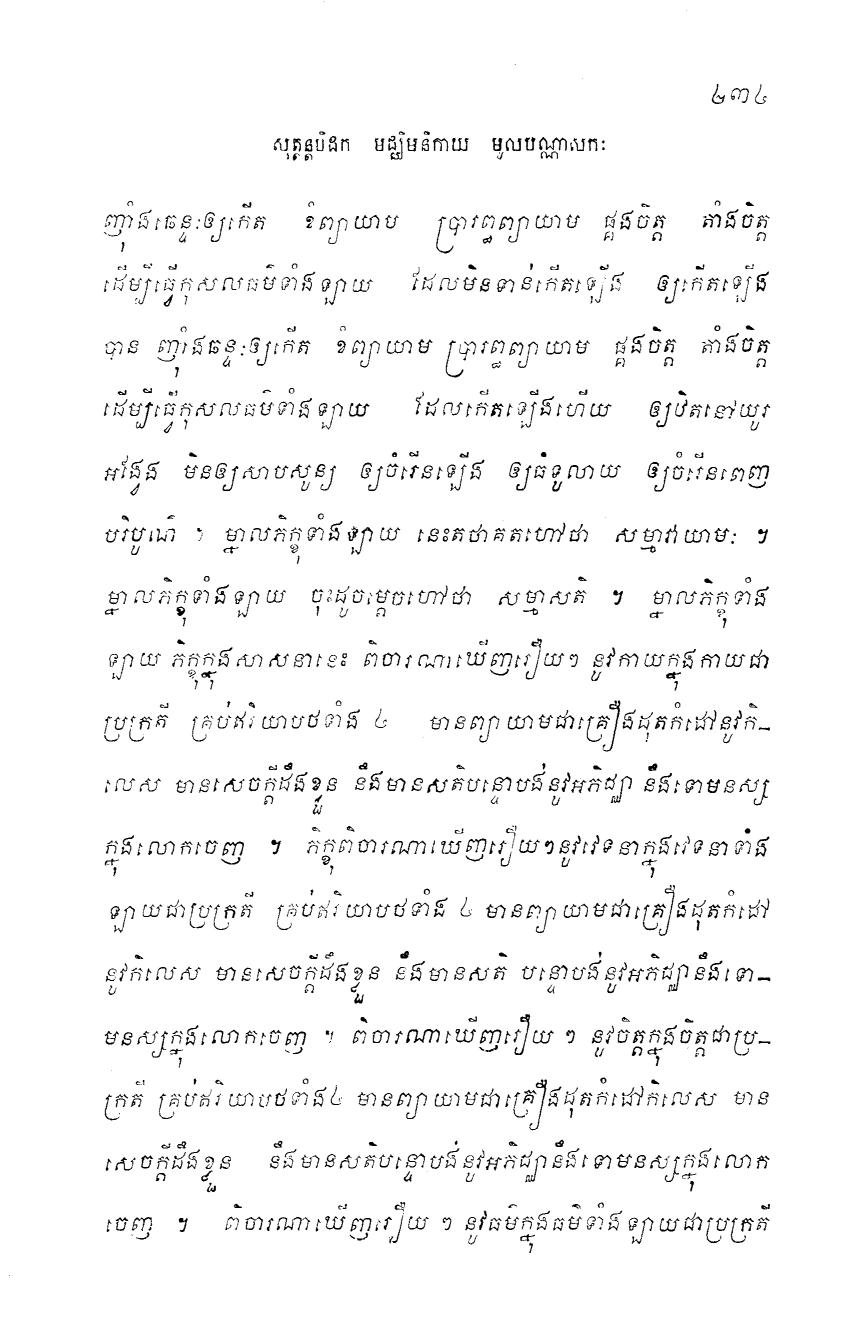 ៤៣៤
សុត្តន្តបិដក មជ្ឈិមនិកាយ មូលបណ្ណាសកៈ
ញ៉ាំងឆន្ទៈឲ្យកើត ខំព្យាយាម ប្រារព្ធព្យាយាម ផ្គងចិត្ត តាំងចិត្ត
ដើម្បីធ្វើកុសលធម៌ទាំងឡាយ ដែលមិនទាន់កើតឡើង ឲ្យកើតឡើង
បាន ញ៉ាំងឆន្ទៈឲ្យកើត ខំព្យាយាម ប្រារព្ធព្យាយាម ផ្គងចិត្ត តាំងចិត្ត
ដើម្បីធ្វើកុសលធម៌ទាំងឡាយ ដែលកើតឡើងហើយ ឲ្យឋិតនៅយូរ
អង្វែង មិនឲ្យសាបសូន្យ ឲ្យចំរើនឡើង ឲ្យធំទូលាយ ឲ្យចំរើនពេញ
បរិបូណ៌ ។ ម្នាលភិក្ខុទាំងឡាយ នេះតថាគតហៅថា សម្មាវាយាមៈ ។
ម្នាលភិក្ខុទាំងឡាយ ចុះដូចម្តេចហៅថា សម្មាសតិ ។ ម្នាលភិក្ខុទាំង
ឡាយ ភិក្ខុក្នុងសាសនានេះ ពិចារណាឃើញរឿយៗ នូវកាយក្នុងកាយជា
ប្រក្រតី គ្រប់ឥរិយាបថទាំង ៤ មានព្យាយាមជាគ្រឿងដុតកំដៅនូវកិ-
លេស មានសេចក្តីដឹងខ្លួន នឹងមានសតិបន្ទោបង់នូវអភិជ្ឈា នឹងទោមនស្ស
ក្នុងលោកចេញ ។ ភិក្ខុពិចារណាឃើញរឿយៗនូវវេទនាក្នុងវេទនាទាំង
ឡាយជាប្រក្រតី គ្រប់ឥរិយាបថទាំង ៤ មានព្យាយាមជាគ្រឿងដុតកំដៅ
នូវកិលេស មានសេចក្តីដឹងខ្លួន នឹងមានសតិ បន្ទោបង់នូវអភិជ្ឈានឹងទោ-
មនស្សក្នុងលោកចេញ ។ ពិចារណាឃើញរឿយ ៗ នូវចិត្តក្នុងចិត្តជាប្រ-
ក្រតី គ្រប់ឥរិយាបថទាំង៤ មានព្យាយាមជាគ្រឿងដុតកំដៅកិលេស មាន
សេចក្តីដឹងខ្លួន នឹងមានសតិបន្ទោបង់នូវអភិជ្ឈានឹងទោមនស្សក្នុងលោក
ចេញ ។ ពិចារណាឃើញរឿយ ៗ នូវធម៌ក្នុងធម៌ទាំងឡាយជាប្រក្រតី